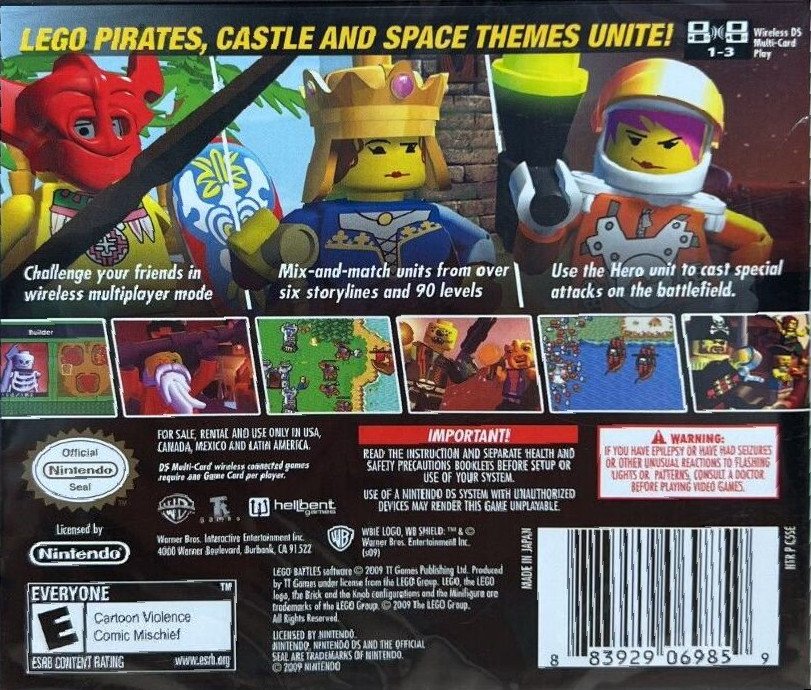 LEGO PIRATES, CASTLE AND SPACE THEMES UNITE!
1-3
Wireless DS
Multi-Card
Play
Challenge your friends in
wireless multiplayer mode
Mix-and-match units from over
six storylines and 90 levels
Use the Hero unit to cast special
attacks on the battlefield.
Builder
Official
Nintendo
Seal
TM
Licensed by
Nintendo®
FOR SALE, RENTAL AND USE ONLY IN USA,
CANADA, MEXICO AND LATIN AMERICA.
DS Multi-Card wireless connected games
require one Game Card per player.
games
hellbent
games
Warner Bros. Interactive Entertainment Inc.
4000 Warner Boulevard, Burbank, CA 91522
WBIE LOGO, WB SHIELD: ™ & ©
Warner Bros. Entertainment Inc.
(s09)
IMPORTANT!
READ THE INSTRUCTION AND SEPARATE HEALTH AND
SAFETY PRECAUTIONS BOOKLETS BEFORE SETUP OR
USE OF YOUR SYSTEM.
USE OF A NINTENDO DS SYSTEM WITH UNAUTHORIZED
DEVICES MAY RENDER THIS GAME UNPLAYABLE.
WARNING:
IF YOU HAVE EPILEPSY OR HAVE HAD SEIZURES
OR OTHER UNUSUAL REACTIONS TO FLASHING
LIGHTS OR PATTERNS, CONSULT A DOCTOR
BEFORE PLAYING VIDEO GAMES.
LEGO BATTLES software © 2009 TT Games Publishing Ltd. Produced
by TT Games under license from the LEGO Group. LEGO, the LEGO
logo, the Brick and the Knob configurations and the Minifigure are
trademarks of the LEGO Group. © 2009 The LEGO Group.
All Rights Reserved.
LICENSED BY NINTENDO.
NINTENDO, NINTENDO DS AND THE OFFICIAL
SEAL ARE TRADEMARKS OF NINTENDO.
© 2009 NINTENDO
EVERYONE
TM
E
Cartoon Violence
Comic Mischief
ESRB CONTENT RATING
www.esrb.org
MADE IN JAPAN
NTR P C5SE
8 83929 06985 9